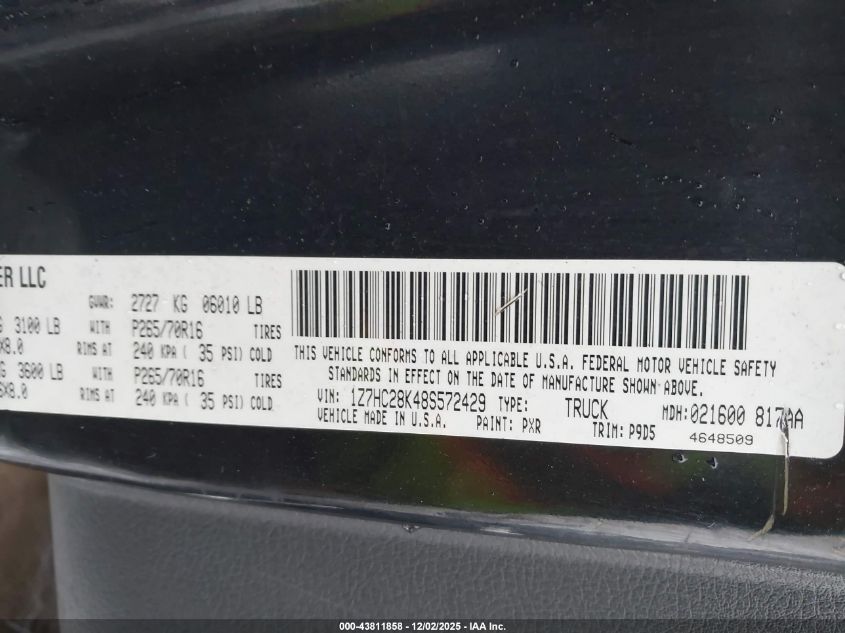 ER LLC
GVWR: 2727 KG 06010 LB
G 3100 LB WITH P265/70R16 TIRES
X8.0 RIMS AT 240 KPA ( 35 PSI) COLD
G 3600 LB WITH P265/70R16 TIRES
6X8.0 RIMS AT 240 KPA ( 35 PSI) COLD
THIS VEHICLE CONFORMS TO ALL APPLICABLE U.S.A. FEDERAL MOTOR VEHICLE SAFETY
STANDARDS IN EFFECT ON THE DATE OF MANUFACTURE SHOWN ABOVE.
VIN: 1Z7HC28K48S572429 TYPE: TRUCK MDH: 021600 817AA
VEHICLE MADE IN U.S.A. PAINT: PXR TRIM: P9D5 4648509
000-43811858 - 12/02/2025 - IAA Inc.